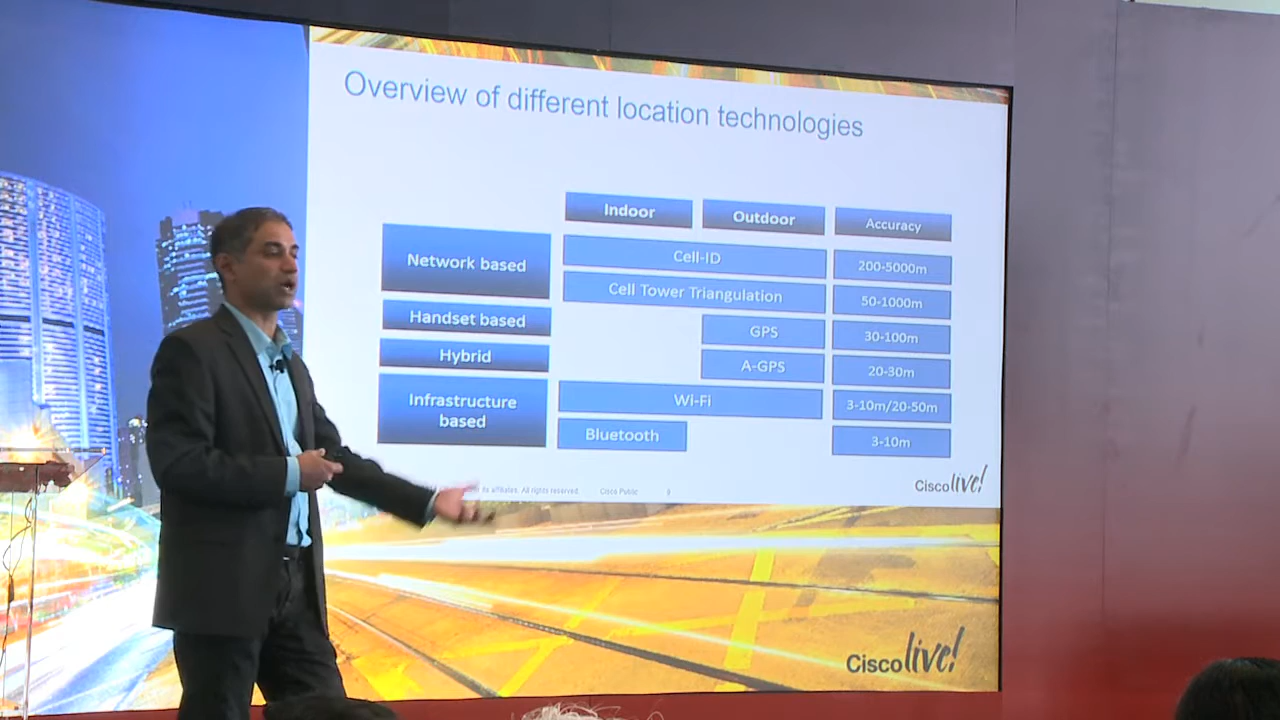 Overview of different location technologies
Indoor
Outdoor
Accuracy
Network based
Cell-ID
200-5000m
Cell Tower Triangulation
50-1000m
Handset based
GPS
30-100m
Hybrid
A-GPS
20-30m
Infrastructure
based
Wi-Fi
3-10m/20-50m
Bluetooth
3-10m
its affiliates. All rights reserved.
Cisco Public
Cisco live!
Cisco live!